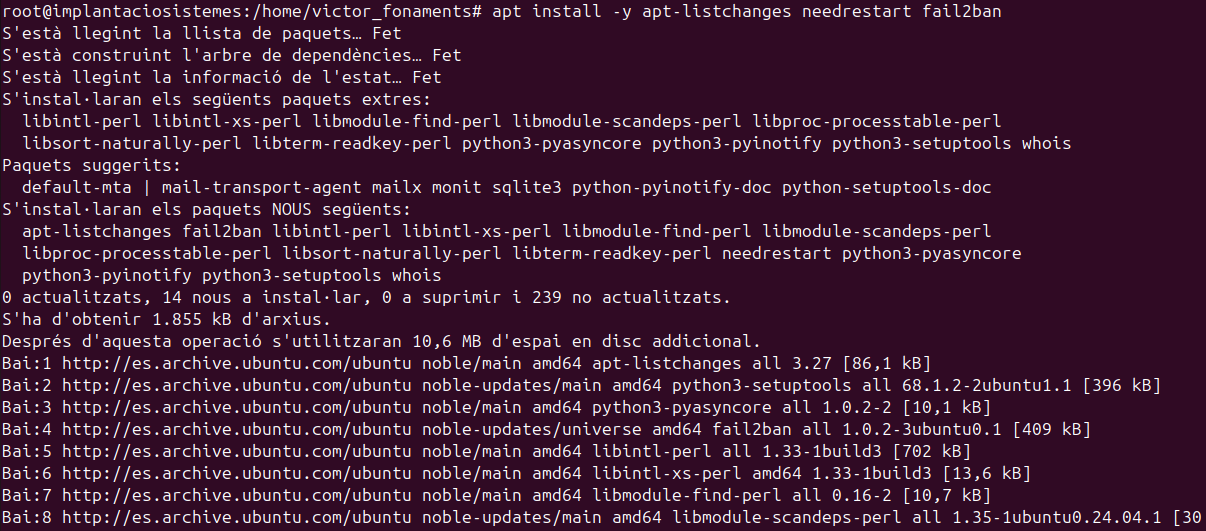 root@implantaciosistemes:/home/victor_fonaments# apt install -y apt-listchanges needrestart fail2ban
S'està llegint la llista de paquets… Fet
S'està construint l'arbre de dependències… Fet
S'està llegint la informació de l'estat… Fet
S'instal·laran els següents paquets extres:
  libintl-perl libintl-xs-perl libmodule-find-perl libmodule-scandeps-perl libproc-processtable-perl
  libsort-naturally-perl libterm-readkey-perl python3-pyasyncore python3-pyinotify python3-setuptools whois
Paquets suggerits:
  default-mta | mail-transport-agent mailx monit sqlite3 python-pyinotify-doc python-setuptools-doc
S'instal·laran els paquets NOUS següents:
  apt-listchanges fail2ban libintl-perl libintl-xs-perl libmodule-find-perl libmodule-scandeps-perl
  libproc-processtable-perl libsort-naturally-perl libterm-readkey-perl needrestart python3-pyasyncore
  python3-pyinotify python3-setuptools whois
0 actualitzats, 14 nous a instal·lar, 0 a suprimir i 239 no actualitzats.
S'ha d'obtenir 1.855 kB d'arxius.
Després d'aquesta operació s'utilitzaran 10,6 MB d'espai en disc addicional.
Bai:1 http://es.archive.ubuntu.com/ubuntu noble/main amd64 apt-listchanges all 3.27 [86,1 kB]
Bai:2 http://es.archive.ubuntu.com/ubuntu noble-updates/main amd64 python3-setuptools all 68.1.2-2ubuntu1.1 [396 kB]
Bai:3 http://es.archive.ubuntu.com/ubuntu noble/main amd64 python3-pyasyncore all 1.0.2-2 [10,1 kB]
Bai:4 http://es.archive.ubuntu.com/ubuntu noble-updates/universe amd64 fail2ban all 1.0.2-3ubuntu0.1 [409 kB]
Bai:5 http://es.archive.ubuntu.com/ubuntu noble/main amd64 libintl-perl all 1.33-1build3 [702 kB]
Bai:6 http://es.archive.ubuntu.com/ubuntu noble/main amd64 libintl-xs-perl amd64 1.33-1build3 [13,6 kB]
Bai:7 http://es.archive.ubuntu.com/ubuntu noble/main amd64 libmodule-find-perl all 0.16-2 [10,7 kB]
Bai:8 http://es.archive.ubuntu.com/ubuntu noble-updates/main amd64 libmodule-scandeps-perl all 1.35-1ubuntu0.24.04.1 [30